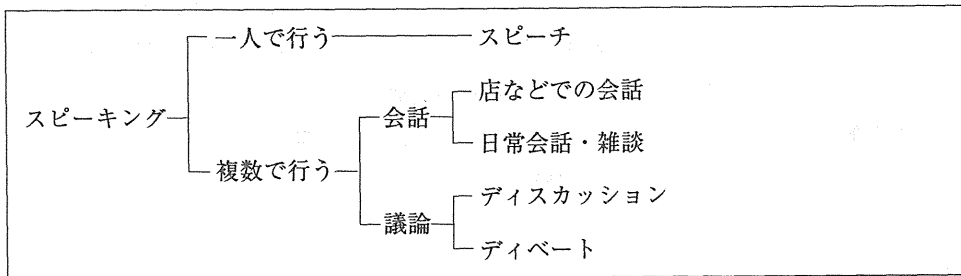 一人で行う スピーチ
店などでの会話
スピーキング 会話
日常会話・雑談
複数で行う
ディスカッション
議論
ディベート